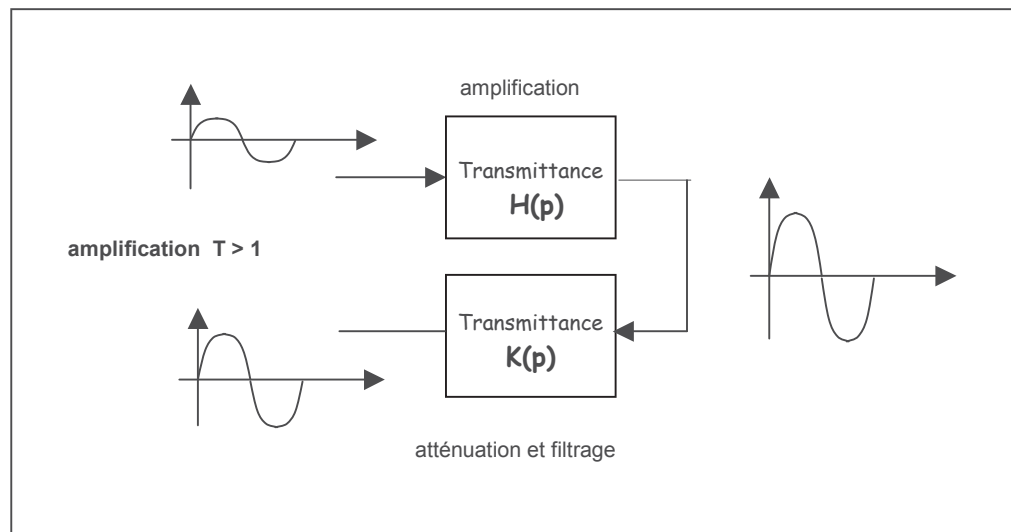 amplification
Transmittance
H(p)
amplification T > 1
Transmittance
K(p)
atténuation et filtrage